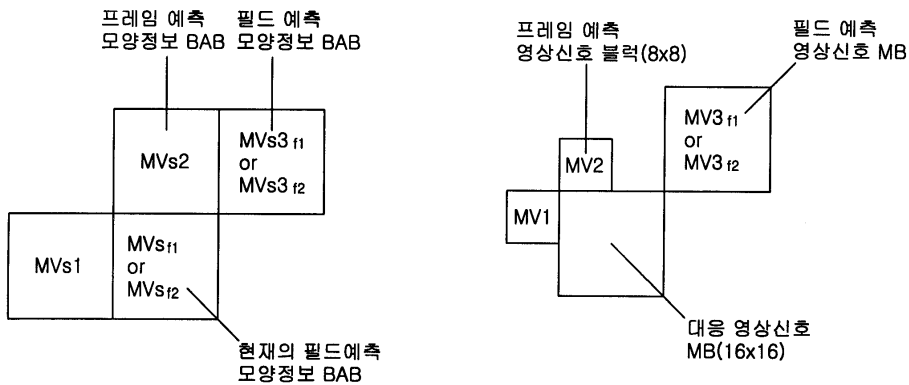 프레임 예측
모양정보 BAB
필드 예측
모양정보 BAB
MVs2
MVs3 f1
or
MVs3 f2
MVs1
MVs f1
or
MVs f2
현재의 필드예측
모양정보 BAB
프레임 예측
영상신호 블럭(8x8)
필드 예측
영상신호 MB
MV3 f1
or
MV3 f2
MV2
MV1
대응 영상신호
MB(16x16)